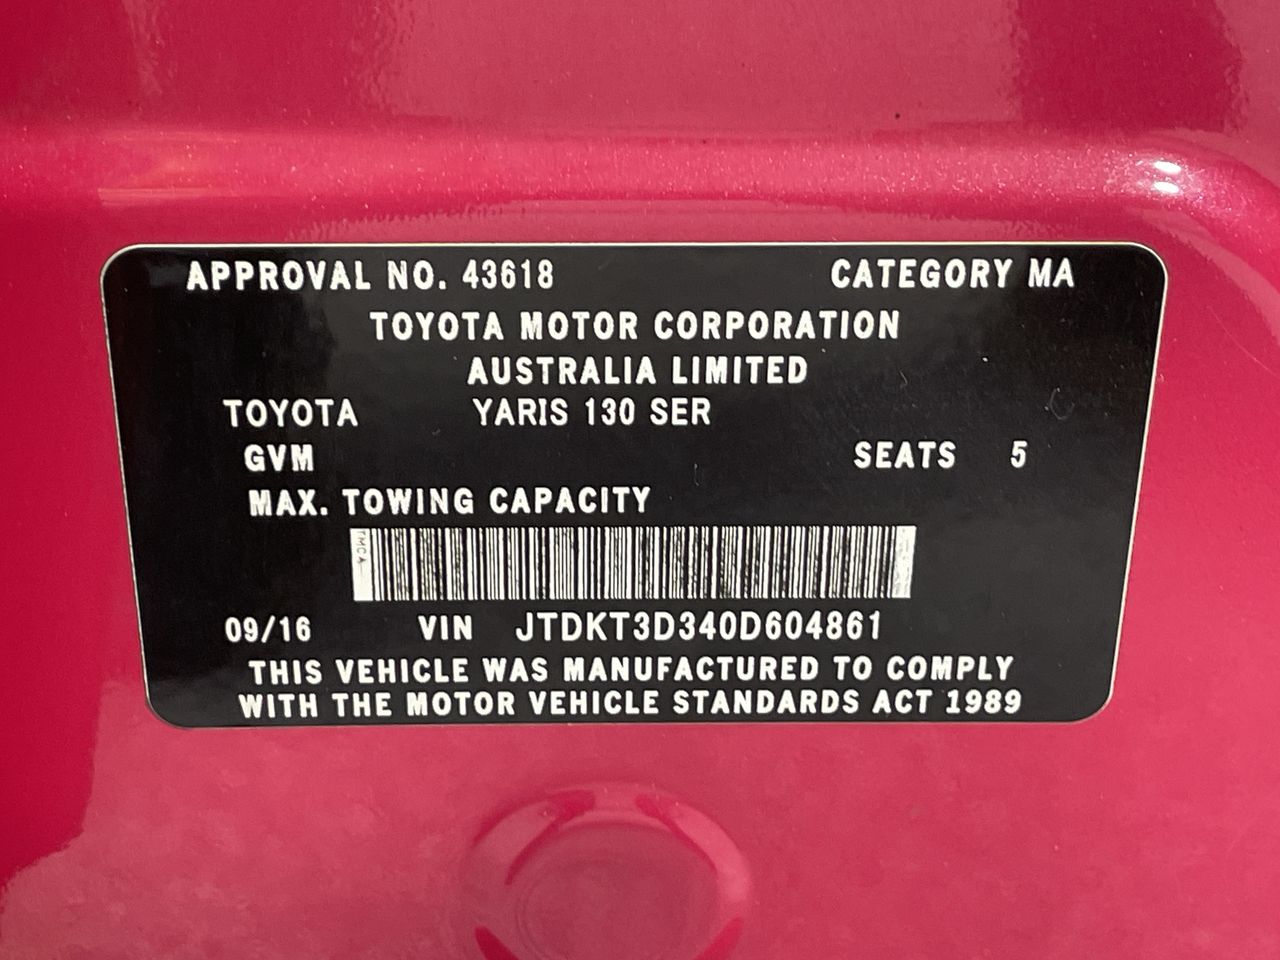 APPROVAL NO. 43618 CATEGORY MA
TOYOTA MOTOR CORPORATION
AUSTRALIA LIMITED
TOYOTA YARIS 130 SER
GVM SEATS 5
MAX. TOWING CAPACITY
TMCA
09/16 VIN JTDKT3D340D604861
THIS VEHICLE WAS MANUFACTURED TO COMPLY
WITH THE MOTOR VEHICLE STANDARDS ACT 1989